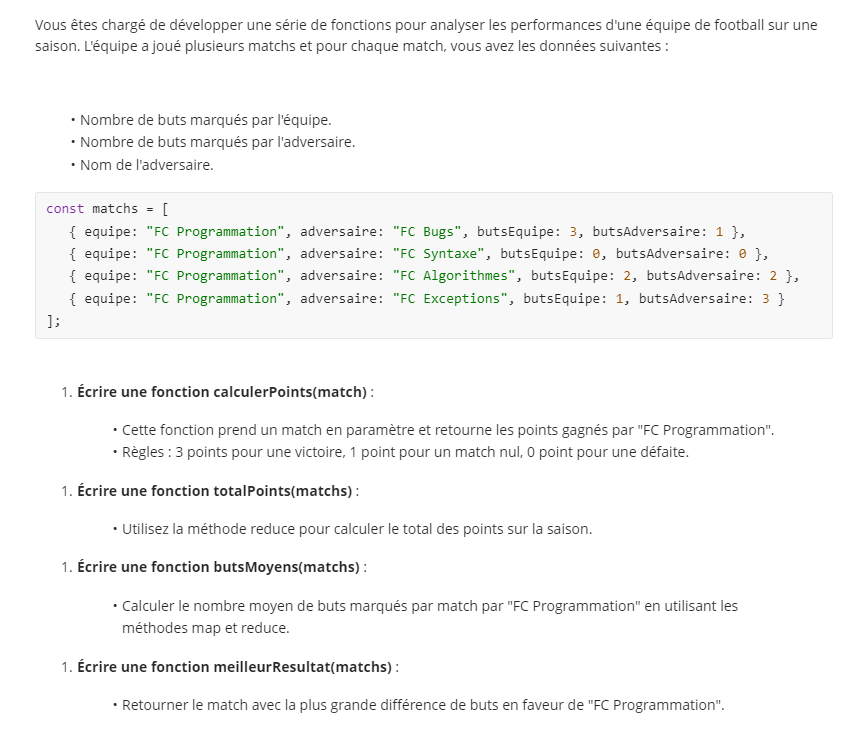 Vous êtes chargé de développer une série de fonctions pour analyser les performances d'une équipe de football sur une
saison. L'équipe a joué plusieurs matchs et pour chaque match, vous avez les données suivantes :
• Nombre de buts marqués par l'équipe.
• Nombre de buts marqués par l'adversaire.
• Nom de l'adversaire.
const matchs = [
   { equipe: "FC Programmation", adversaire: "FC Bugs", butsEquipe: 3, butsAdversaire: 1 },
   { equipe: "FC Programmation", adversaire: "FC Syntaxe", butsEquipe: 0, butsAdversaire: 0 },
   { equipe: "FC Programmation", adversaire: "FC Algorithmes", butsEquipe: 2, butsAdversaire: 2 },
   { equipe: "FC Programmation", adversaire: "FC Exceptions", butsEquipe: 1, butsAdversaire: 3 }
];
1. Écrire une fonction calculerPoints(match) :
• Cette fonction prend un match en paramètre et retourne les points gagnés par "FC Programmation".
• Règles : 3 points pour une victoire, 1 point pour un match nul, 0 point pour une défaite.
1. Écrire une fonction totalPoints(matchs) :
• Utilisez la méthode reduce pour calculer le total des points sur la saison.
1. Écrire une fonction butsMoyens(matchs) :
• Calculer le nombre moyen de buts marqués par match par "FC Programmation" en utilisant les
méthodes map et reduce.
1. Écrire une fonction meilleurResultat(matchs) :
• Retourner le match avec la plus grande différence de buts en faveur de "FC Programmation".